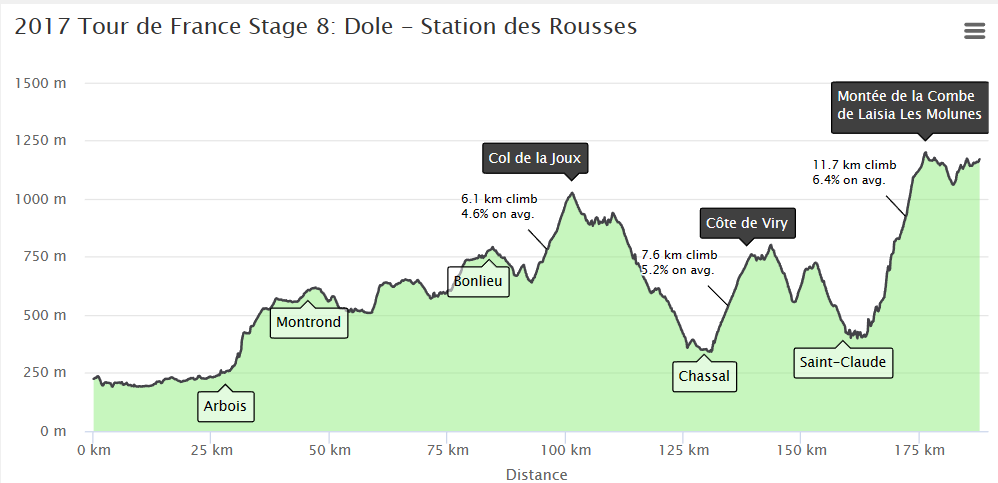 2017 Tour de France Stage 8: Dole - Station des Rousses
1500 m
1250 m
1000 m
750 m
500 m
250 m
0 m
Montée de la Combe
de Laisia Les Molunes
11.7 km climb
6.4% on avg.
Col de la Joux
6.1 km climb
4.6% on avg.
Côte de Viry
7.6 km climb
5.2% on avg.
Bonlieu
Montrond
Saint-Claude
Chassal
Arbois
0 km
25 km
50 km
75 km
100 km
125 km
150 km
175 km
Distance